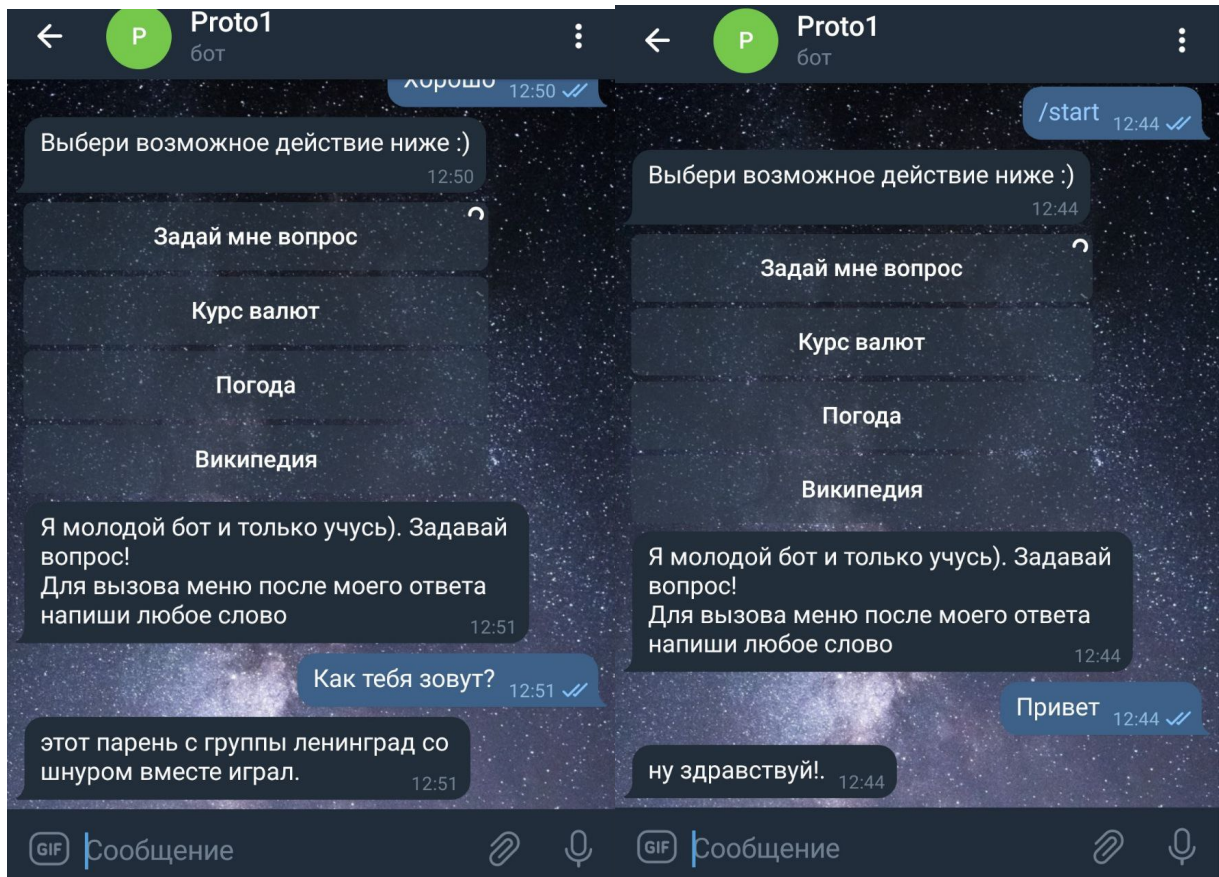 P
Proto1
бот
Хорошо 12:50
Выбери возможное действие ниже :)
12:50
Задай мне вопрос
Курс валют
Погода
Википедия
Я молодой бот и только учусь). Задавай
вопрос!
Для вызова меню после моего ответа
напиши любое слово
12:51
Как тебя зовут? 12:51
этот парень с группы ленинград со
шнуром вместе играл.
12:51
GIF Сообщение
P
Proto1
бот
/start 12:44
Выбери возможное действие ниже :)
12:44
Задай мне вопрос
Курс валют
Погода
Википедия
Я молодой бот и только учусь). Задавай
вопрос!
Для вызова меню после моего ответа
напиши любое слово
12:44
Привет 12:44
ну здравствуй!. 12:44
GIF Сообщение